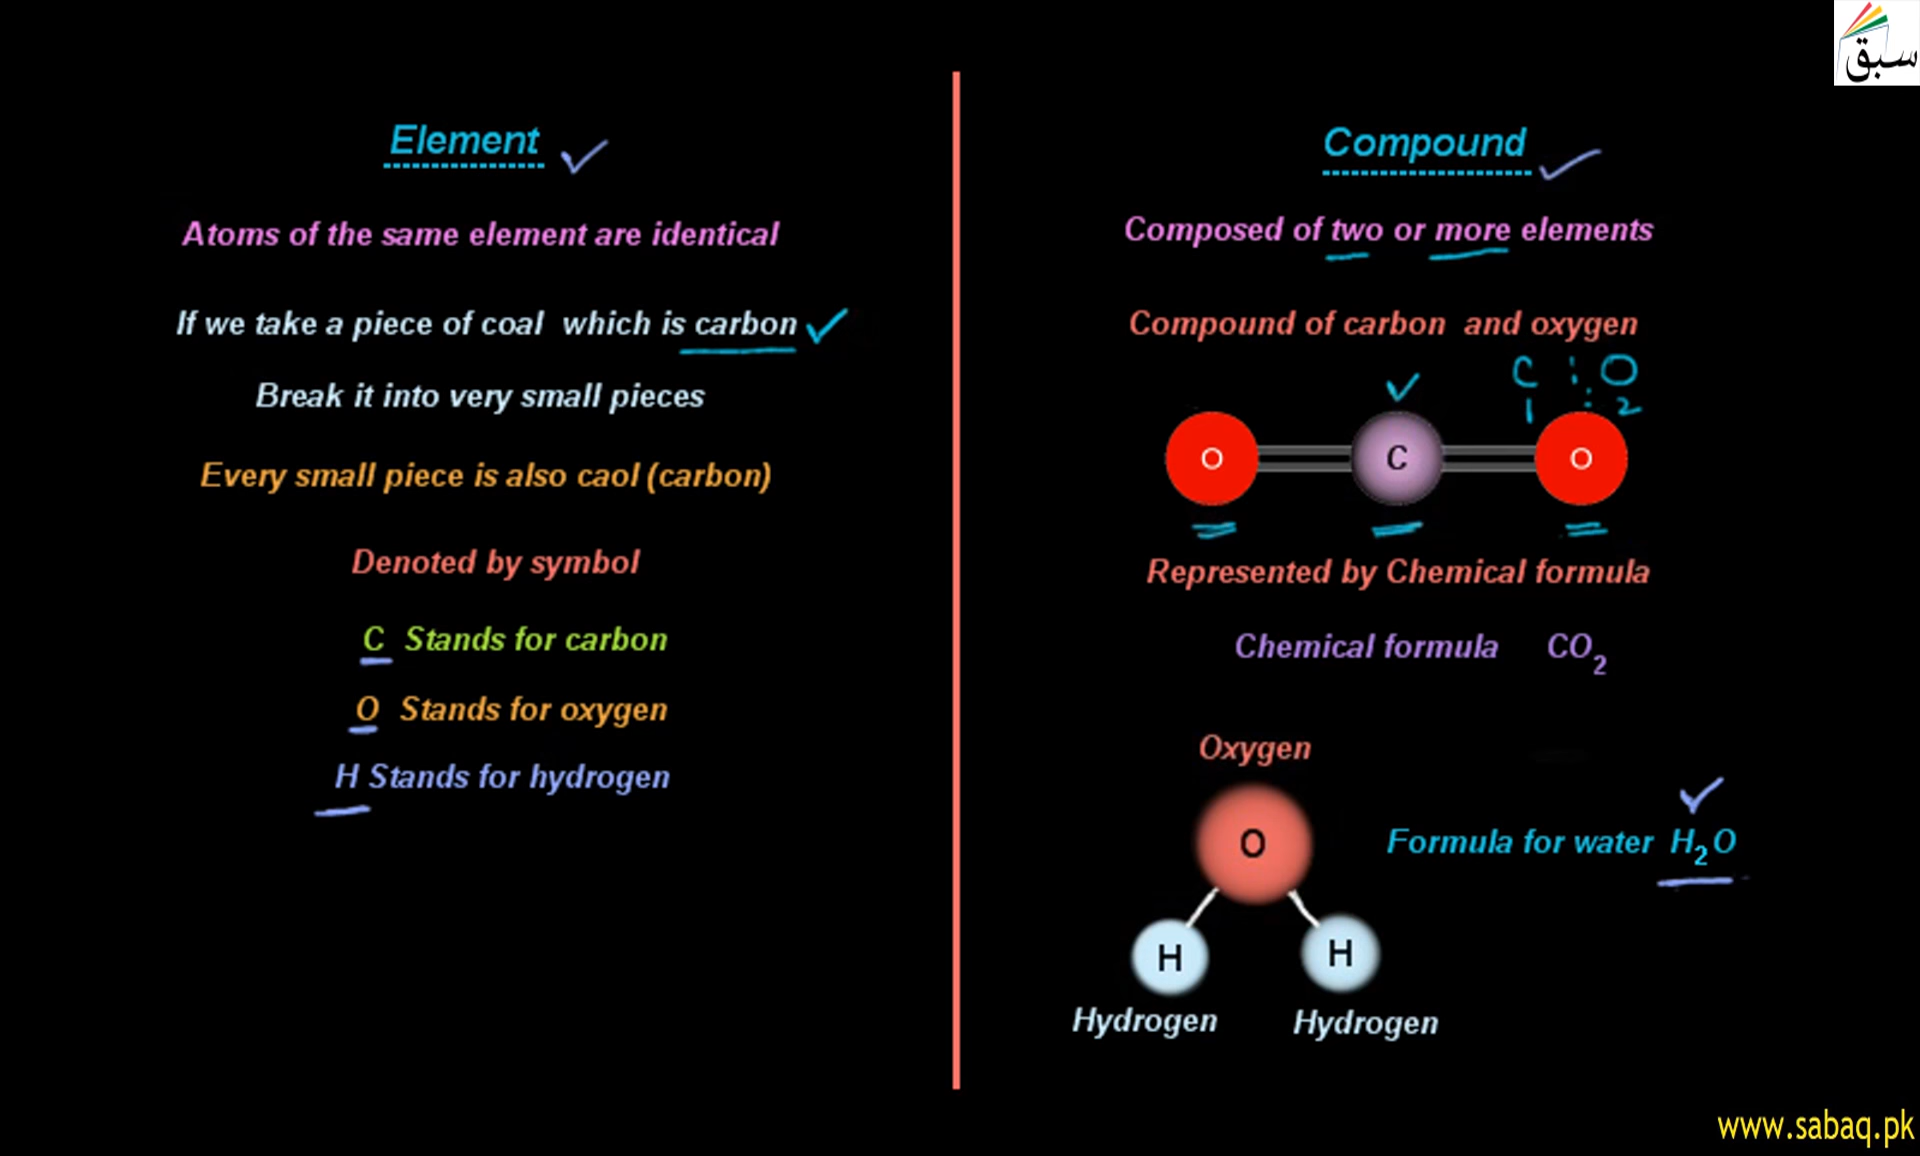 سبق
Element
Atoms of the same element are identical
If we take a piece of coal which is carbon
Break it into very small pieces
Every small piece is also caol (carbon)
Denoted by symbol
C Stands for carbon
O Stands for oxygen
H Stands for hydrogen
Compound
Composed of two or more elements
Compound of carbon and oxygen
C : O
1 : 2
O C O
Represented by Chemical formula
Chemical formula CO₂
Oxygen
O
Formula for water H₂O
H H
Hydrogen Hydrogen
www.sabaq.pk